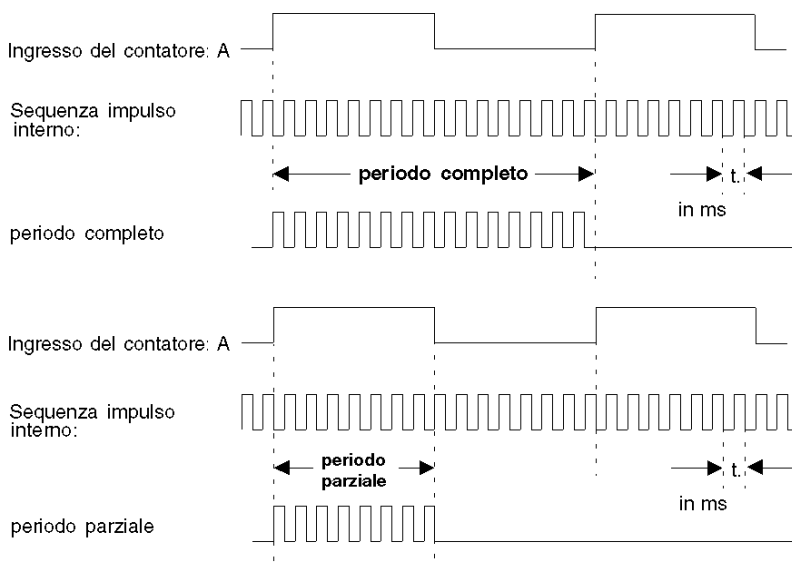 Ingresso del contatore: A
Sequenza impulso
interno:
periodo completo
t.
in ms
periodo completo
Ingresso del contatore: A
Sequenza impulso
interno:
periodo
parziale
t.
in ms
periodo parziale